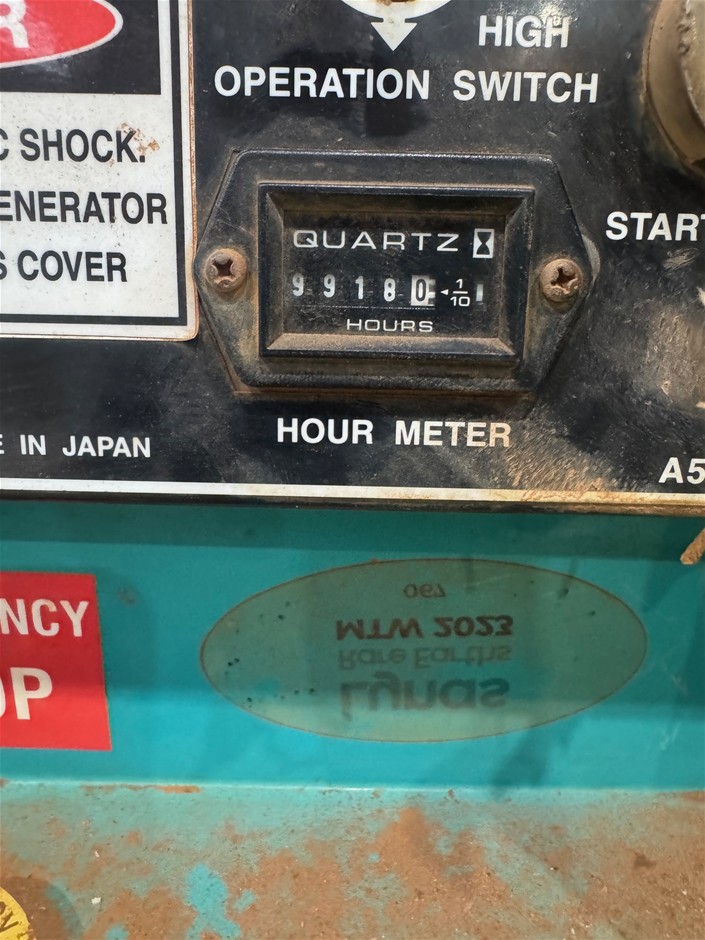 R
HIGH
OPERATION SWITCH
C SHOCK.
ENERATOR
S COVER
START
QUARTZ
9 9 1 8 0 ◄ 1/10
HOURS
HOUR METER
E IN JAPAN
A5
NCY
OP
067
MTW 2023
Rare Earths
Lynas